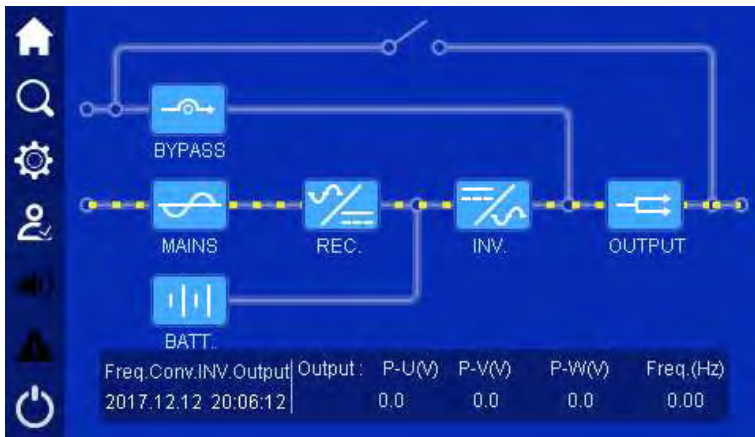 BYPASS
MAINS
REC.
INV.
OUTPUT
BATT.
Freq.Conv.INV.Output Output : P-U(V) P-V(V) P-W(V) Freq.(Hz)
2017.12.12 20:06:12 0.0 0.0 0.0 0.00